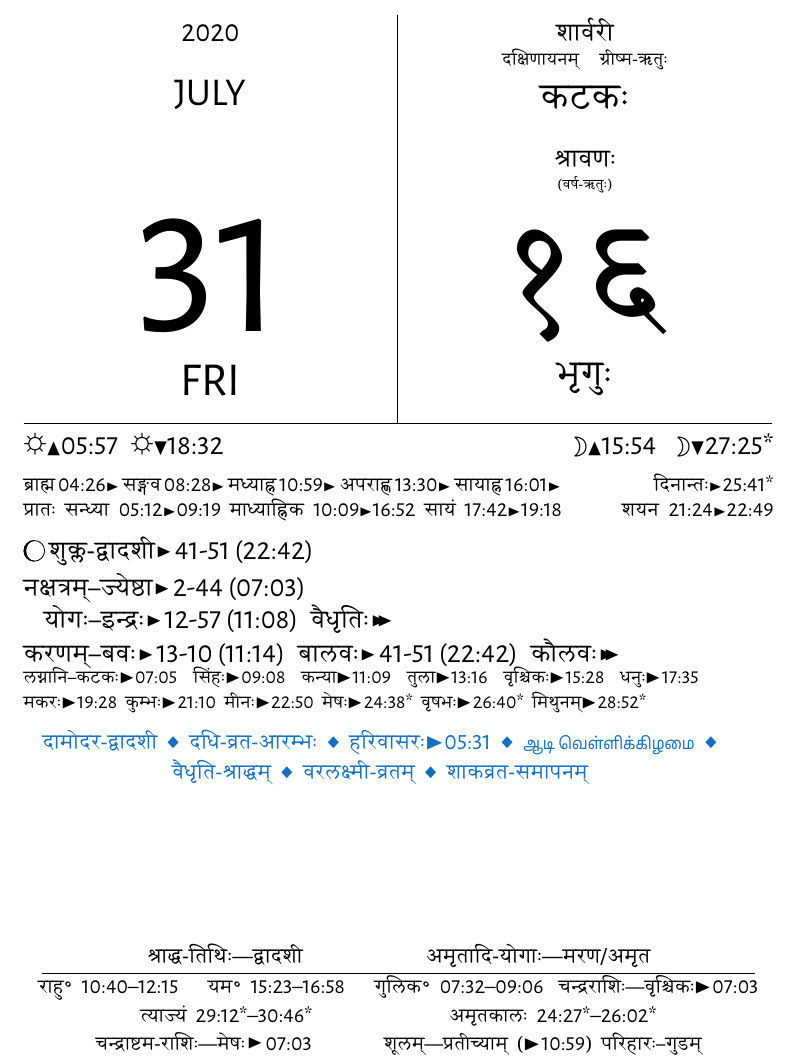 2020
JULY
31
FRI
शार्वरी
दक्षिणायनम् ग्रीष्म-ऋतुः
कटकः
श्रावणः
(वर्ष-ऋतुः)
१६
भृगुः
☼▲05:57 ☼▼18:32 ☽▲15:54 ☽▼27:25*
ब्राह्म 04:26► सङ्गव 08:28► मध्याह्न 10:59► अपराह्ण 13:30► सायाह्न 16:01► दिनान्तः►25:41*
प्रातः सन्ध्या 05:12►09:19 माध्याह्निक 10:09►16:52 सायं 17:42►19:18 शयन 21:24►22:49
शुक्ल-द्वादशी► 41-51 (22:42)
नक्षत्रम्–ज्येष्ठा► 2-44 (07:03)
योगः–इन्द्रः►12-57 (11:08) वैधृतिः►►
करणम्–बवः►13-10 (11:14) बालवः► 41-51 (22:42) कौलवः►►
लग्नानि–कटकः►07:05 सिंहः►09:08 कन्या►11:09 तुला►13:16 वृश्चिकः►15:28 धनुः►17:35
मकरः►19:28 कुम्भः►21:10 मीनः►22:50 मेषः►24:38* वृषभः►26:40* मिथुनम्►28:52*
दामोदर-द्वादशी ◆ दधि-व्रत-आरम्भः ◆ हरिवासरः►05:31 ◆ ஆடி வெள்ளிக்கிழமை ◆
वैधृति-श्राद्धम् ◆ वरलक्ष्मी-व्रतम् ◆ शाकव्रत-समापनम्
श्राद्ध-तिथिः—द्वादशी अमृतादि-योगाः—मरण/अमृत
राहु° 10:40–12:15 यम° 15:23–16:58 गुलिक° 07:32–09:06 चन्द्रराशिः—वृश्चिकः►07:03
त्याज्यं 29:12*–30:46* अमृतकालः 24:27*–26:02*
चन्द्राष्टम-राशिः—मेषः► 07:03 शूलम्—प्रतीच्याम् (►10:59) परिहारः–गुडम्